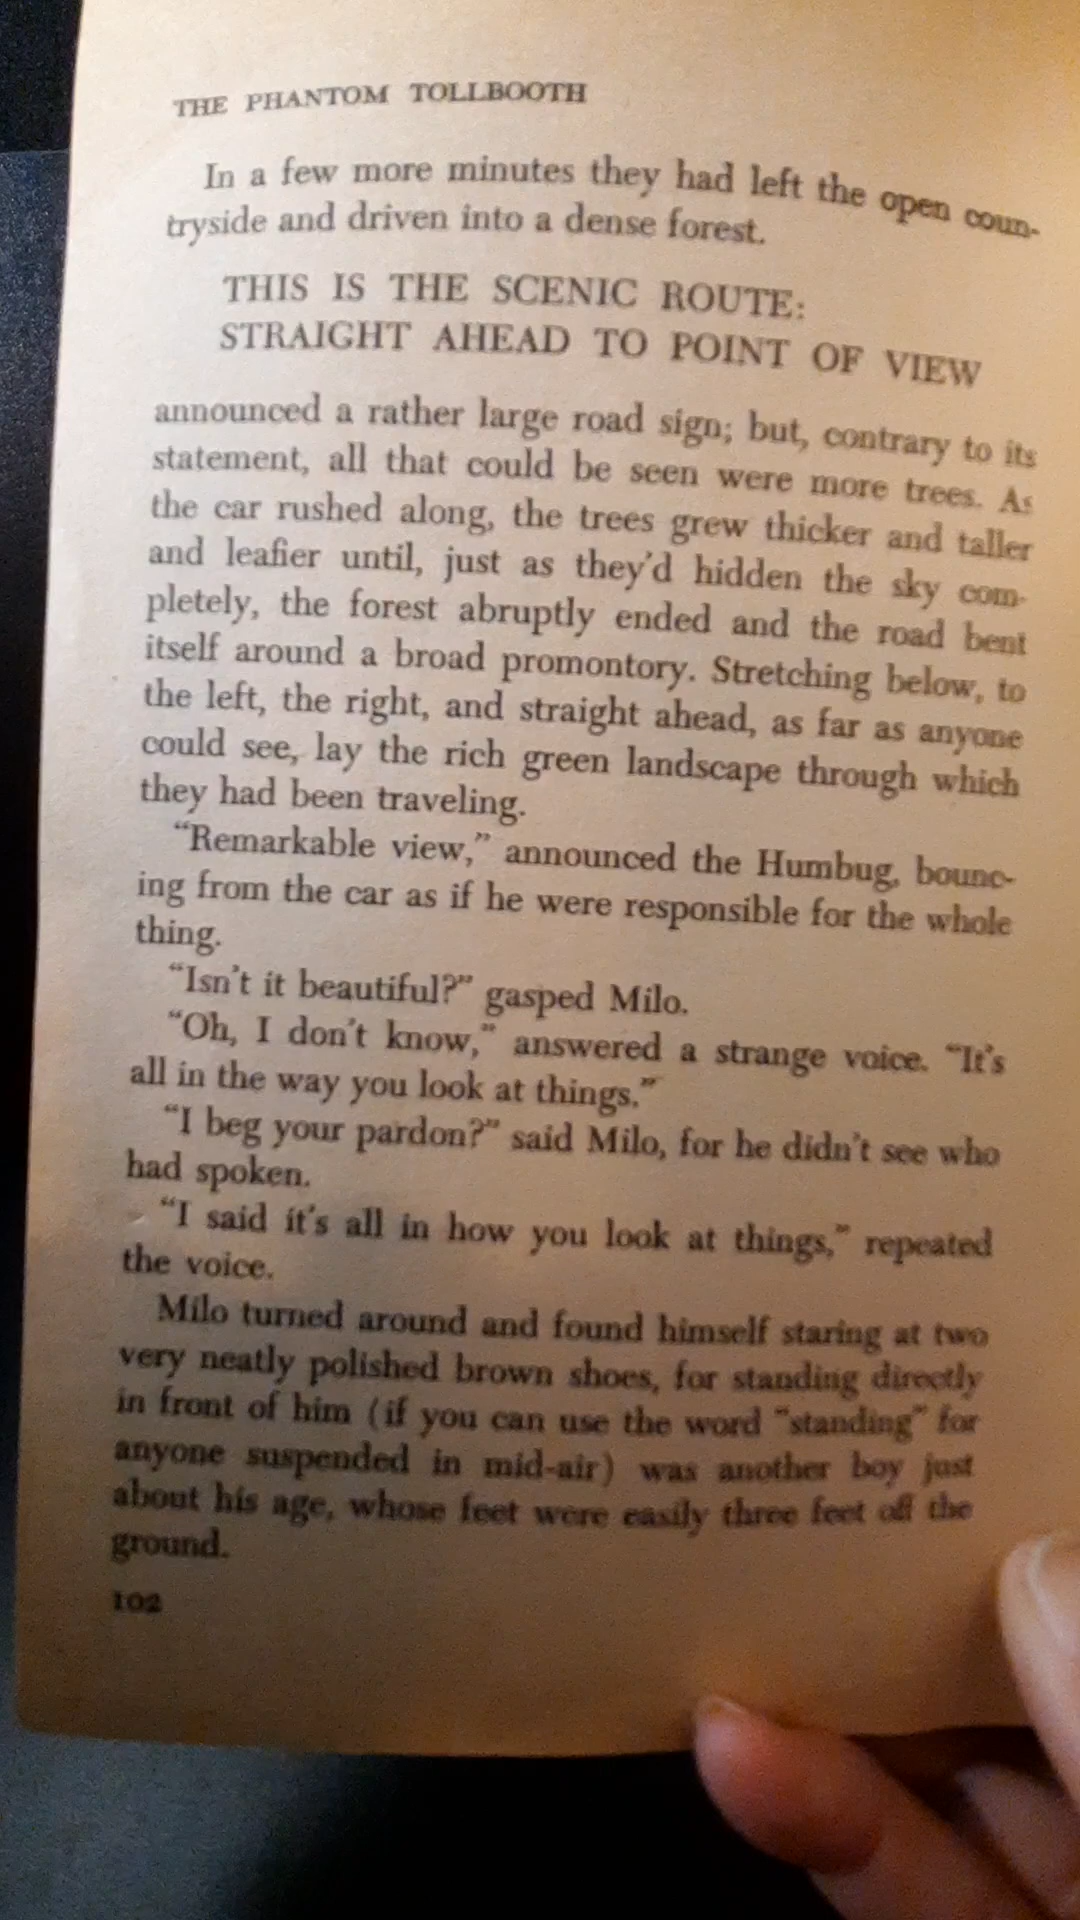 THE PHANTOM TOLLBOOTH
In a few more minutes they had left the open coun-
tryside and driven into a dense forest.
THIS IS THE SCENIC ROUTE:
STRAIGHT AHEAD TO POINT OF VIEW
announced a rather large road sign; but, contrary to its
statement, all that could be seen were more trees. As
the car rushed along, the trees grew thicker and taller
and leafier until, just as they'd hidden the sky com-
pletely, the forest abruptly ended and the road bent
itself around a broad promontory. Stretching below, to
the left, the right, and straight ahead, as far as anyone
could see, lay the rich green landscape through which
they had been traveling.
"Remarkable view," announced the Humbug, bounc-
ing from the car as if he were responsible for the whole
thing.
"Isn't it beautiful?" gasped Milo.
"Oh, I don't know," answered a strange voice. "It's
all in the way you look at things."
"I beg your pardon?" said Milo, for he didn't see who
had spoken.
"I said it's all in how you look at things," repeated
the voice.
Milo turned around and found himself staring at two
very neatly polished brown shoes, for standing directly
in front of him (if you can use the word "standing" for
anyone suspended in mid-air) was another boy just
about his age, whose feet were easily three feet off the
ground.
102